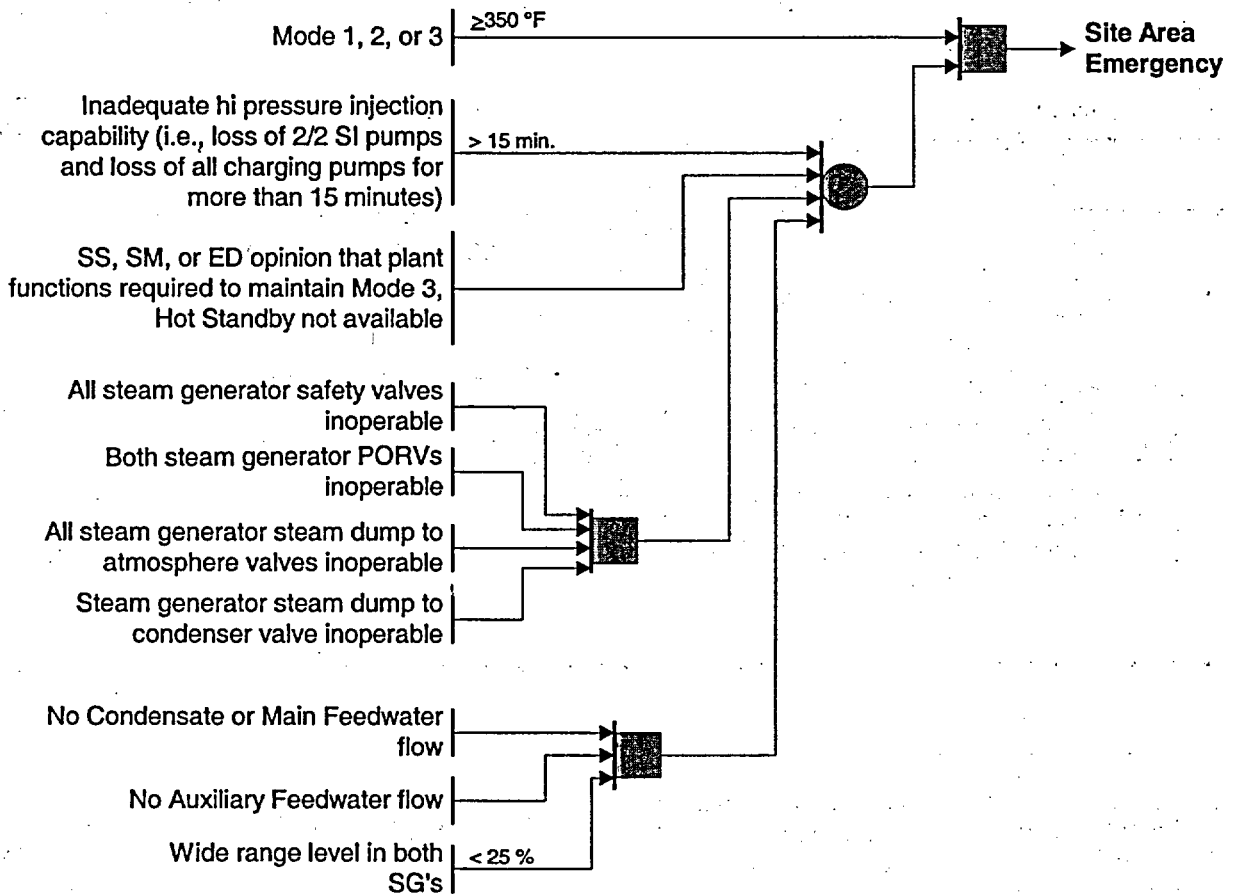 Mode 1, 2, or 3
≥350 °F
Site Area
Emergency
Inadequate hi pressure injection
capability (i.e., loss of 2/2 SI pumps
and loss of all charging pumps for
more than 15 minutes)
> 15 min.
SS, SM, or ED opinion that plant
functions required to maintain Mode 3,
Hot Standby not available
All steam generator safety valves
inoperable
Both steam generator PORVs
inoperable
All steam generator steam dump to
atmosphere valves inoperable
Steam generator steam dump to
condenser valve inoperable
No Condensate or Main Feedwater
flow
No Auxiliary Feedwater flow
Wide range level in both
SG's
< 25 %